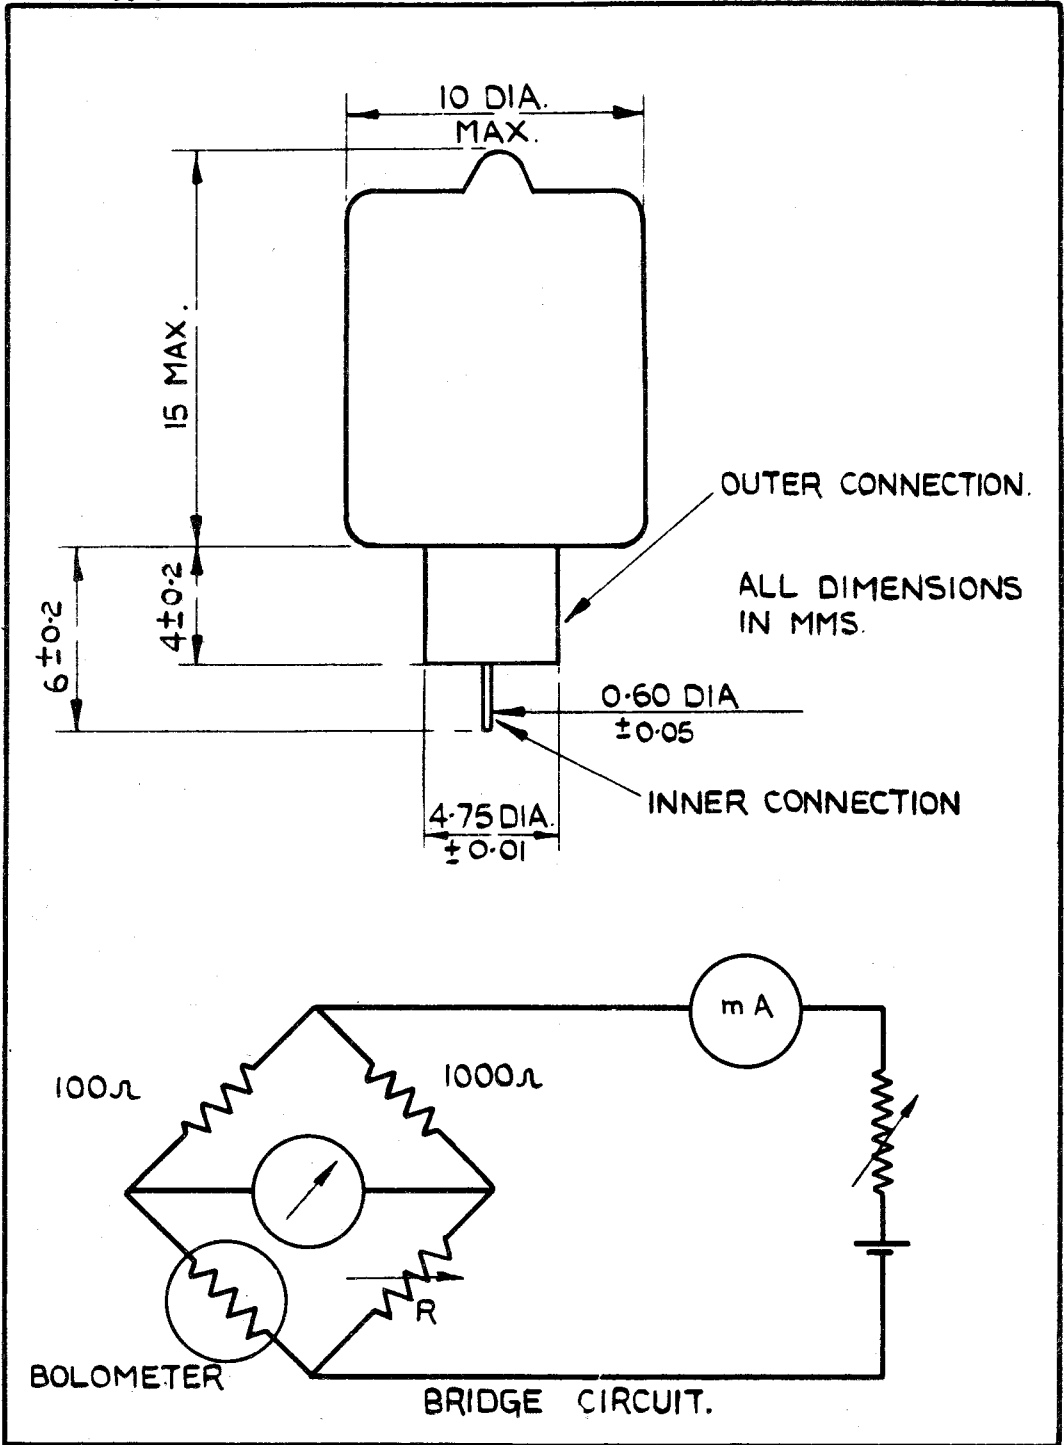 10 DIA.
MAX.
15 MAX.
OUTER CONNECTION.
ALL DIMENSIONS
IN MMS.
4±0·2
6±0·2
0·60 DIA
±0·05
INNER CONNECTION
4·75 DIA.
±0·01
mA
100Ω
1000Ω
R
BOLOMETER
BRIDGE CIRCUIT.